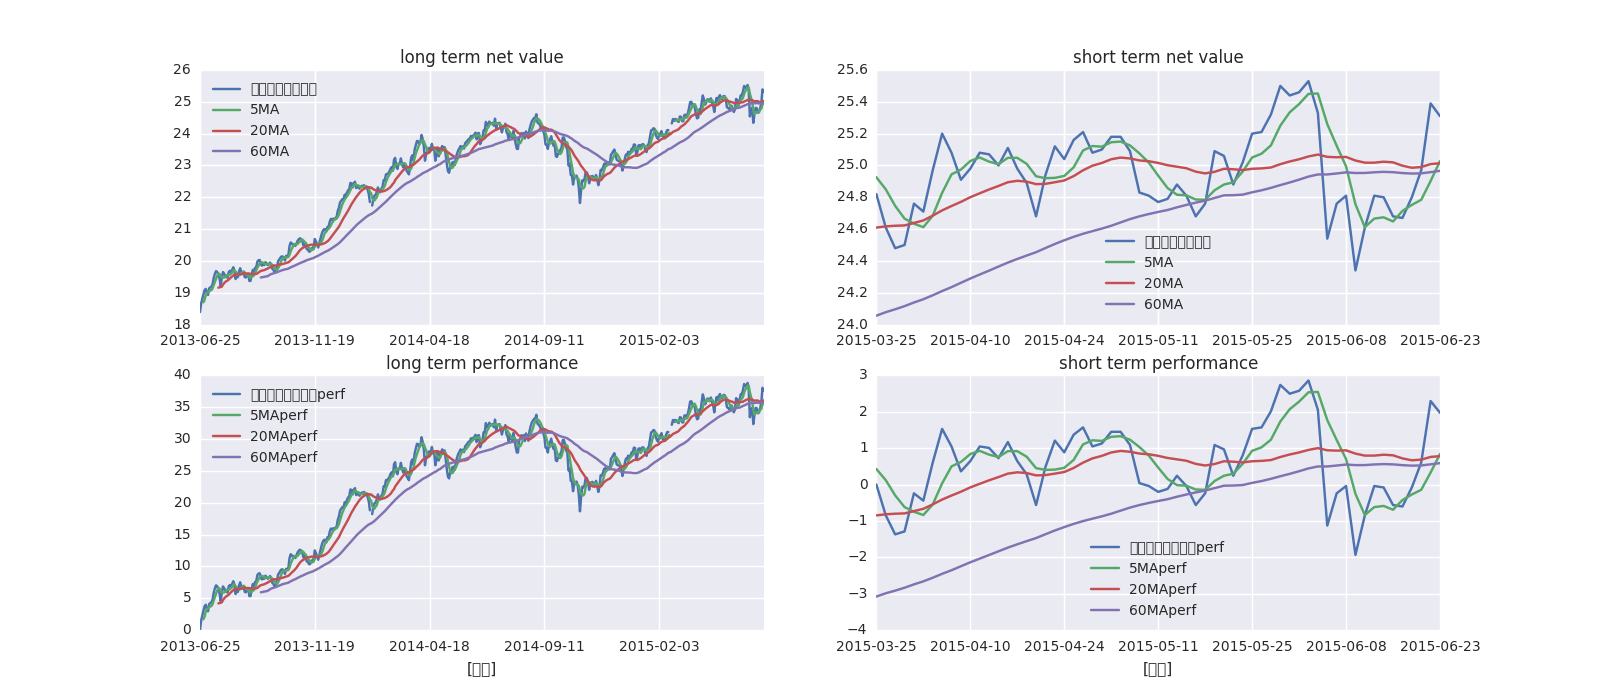 long term net value
26
25
24
23
22
21
20
19
18
5MA
20MA
60MA
2013-06-25 2013-11-19 2014-04-18 2014-09-11 2015-02-03
short term net value
25.6
25.4
25.2
25.0
24.8
24.6
24.4
24.2
24.0
5MA
20MA
60MA
2015-03-25 2015-04-10 2015-04-24 2015-05-11 2015-05-25 2015-06-08 2015-06-23
long term performance
40
35
30
25
20
15
10
5
0
perf
5MAperf
20MAperf
60MAperf
2013-06-25 2013-11-19 2014-04-18 2014-09-11 2015-02-03
short term performance
3
2
1
0
−1
−2
−3
−4
perf
5MAperf
20MAperf
60MAperf
2015-03-25 2015-04-10 2015-04-24 2015-05-11 2015-05-25 2015-06-08 2015-06-23